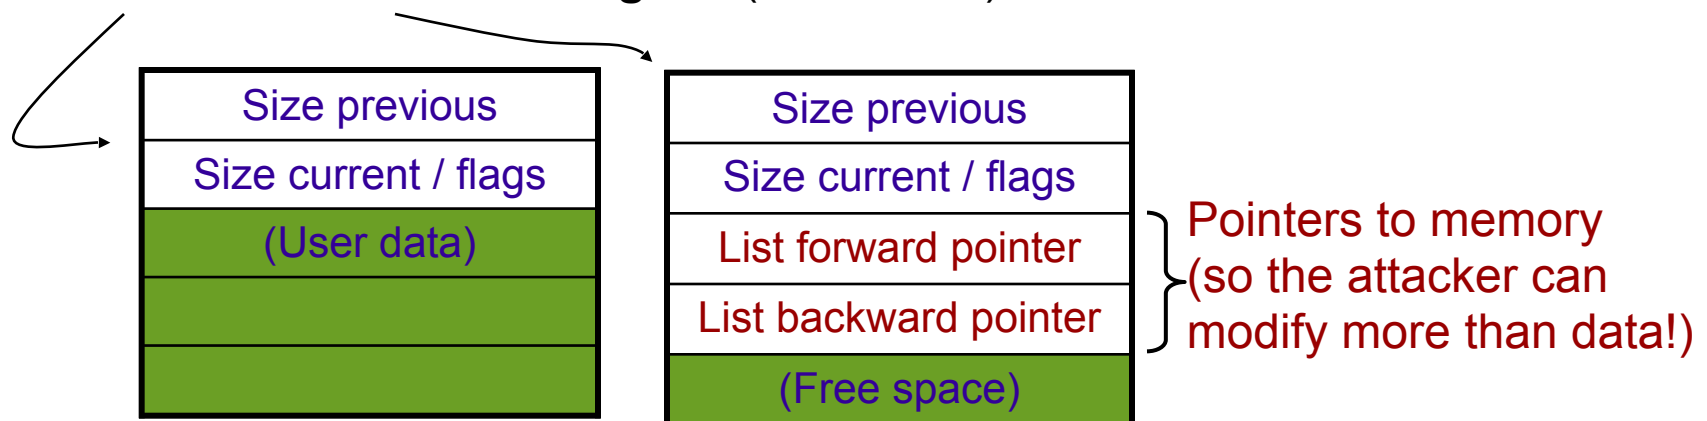 Size previous
Size current / flags
(User data)
Size previous
Size current / flags
List forward pointer
List backward pointer
(Free space)
Pointers to memory
(so the attacker can
modify more than data!)